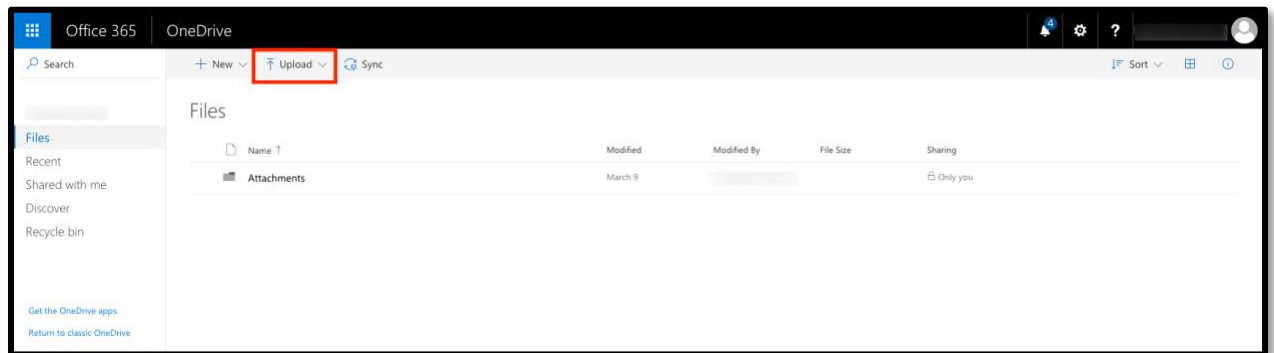 Office 365 OneDrive 4 ?
Search + New Upload Sync Sort
Files
Files
Name ↑ Modified Modified By File Size Sharing
Recent
Attachments March 9 Only you
Shared with me
Discover
Recycle bin
Get the OneDrive apps
Return to classic OneDrive